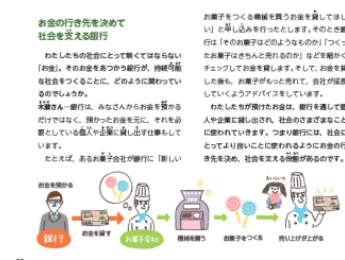 お金の行き先を決めて
社会を支える銀行
わたしたちの社会にとって無くてはならない
「お金」。そのお金をあつかう銀行が、持続可能
な社会をつくることに、どのように関わってい
るのでしょうか。
銀行は、みなさんからお金を預かる
だけではなく、預かったお金を元に、それを必
要としている個人や企業に貸し出す仕事もして
います。
たとえば、あるお菓子会社が銀行に「新しい
お菓子をつくる機械を買うお金を貸してほし
い」と申し込みを行ったとします。そのとき銀
行は「そのお金はどのようなものか」「つくっ
たお菓子はきちんと売れるのか」などを細かく
チェックしてお金を貸します。そして、お金を貸
した後も、お菓子がもっと売れて、会社が成長
していくようアドバイスをしています。
わたしたちが預けたお金は、銀行を通して個
人や企業に貸し出され、社会のさまざまなこと
に使われていきます。つまり銀行には、社会に
とってより良いことに使われるようにお金の行
き先を決め、社会を支える役割があるのです。
お金を預かる
銀行
お金を貸す
お菓子会社
機械を買う
お菓子をつくる
おいしい
売り上げが上がる